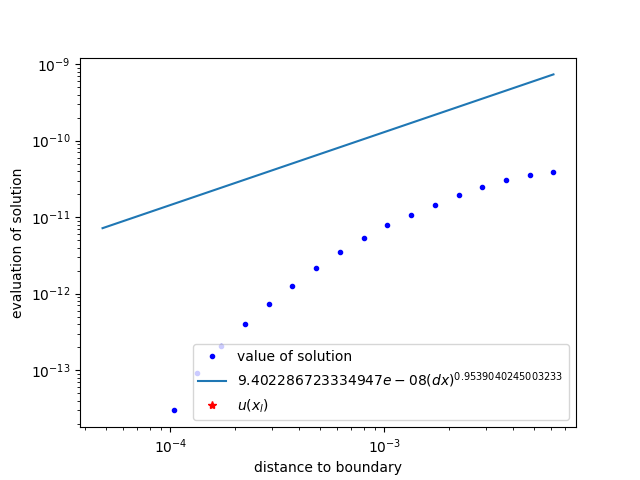 10^{-9}
10^{-10}
10^{-11}
10^{-12}
10^{-13}
evaluation of solution
value of solution
9.402286723334947e − 08(dx)^{0.9539040245003233}
u(x_I)
10^{-4}
10^{-3}
distance to boundary